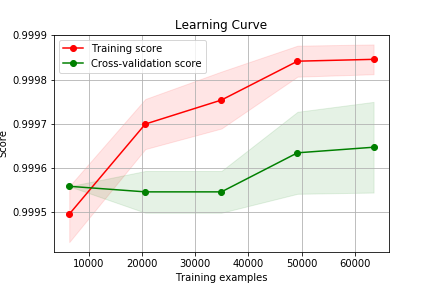 Learning Curve
0.9999
0.9998
0.9997
0.9996
0.9995
Score
Training score
Cross-validation score
10000 20000 30000 40000 50000 60000
Training examples